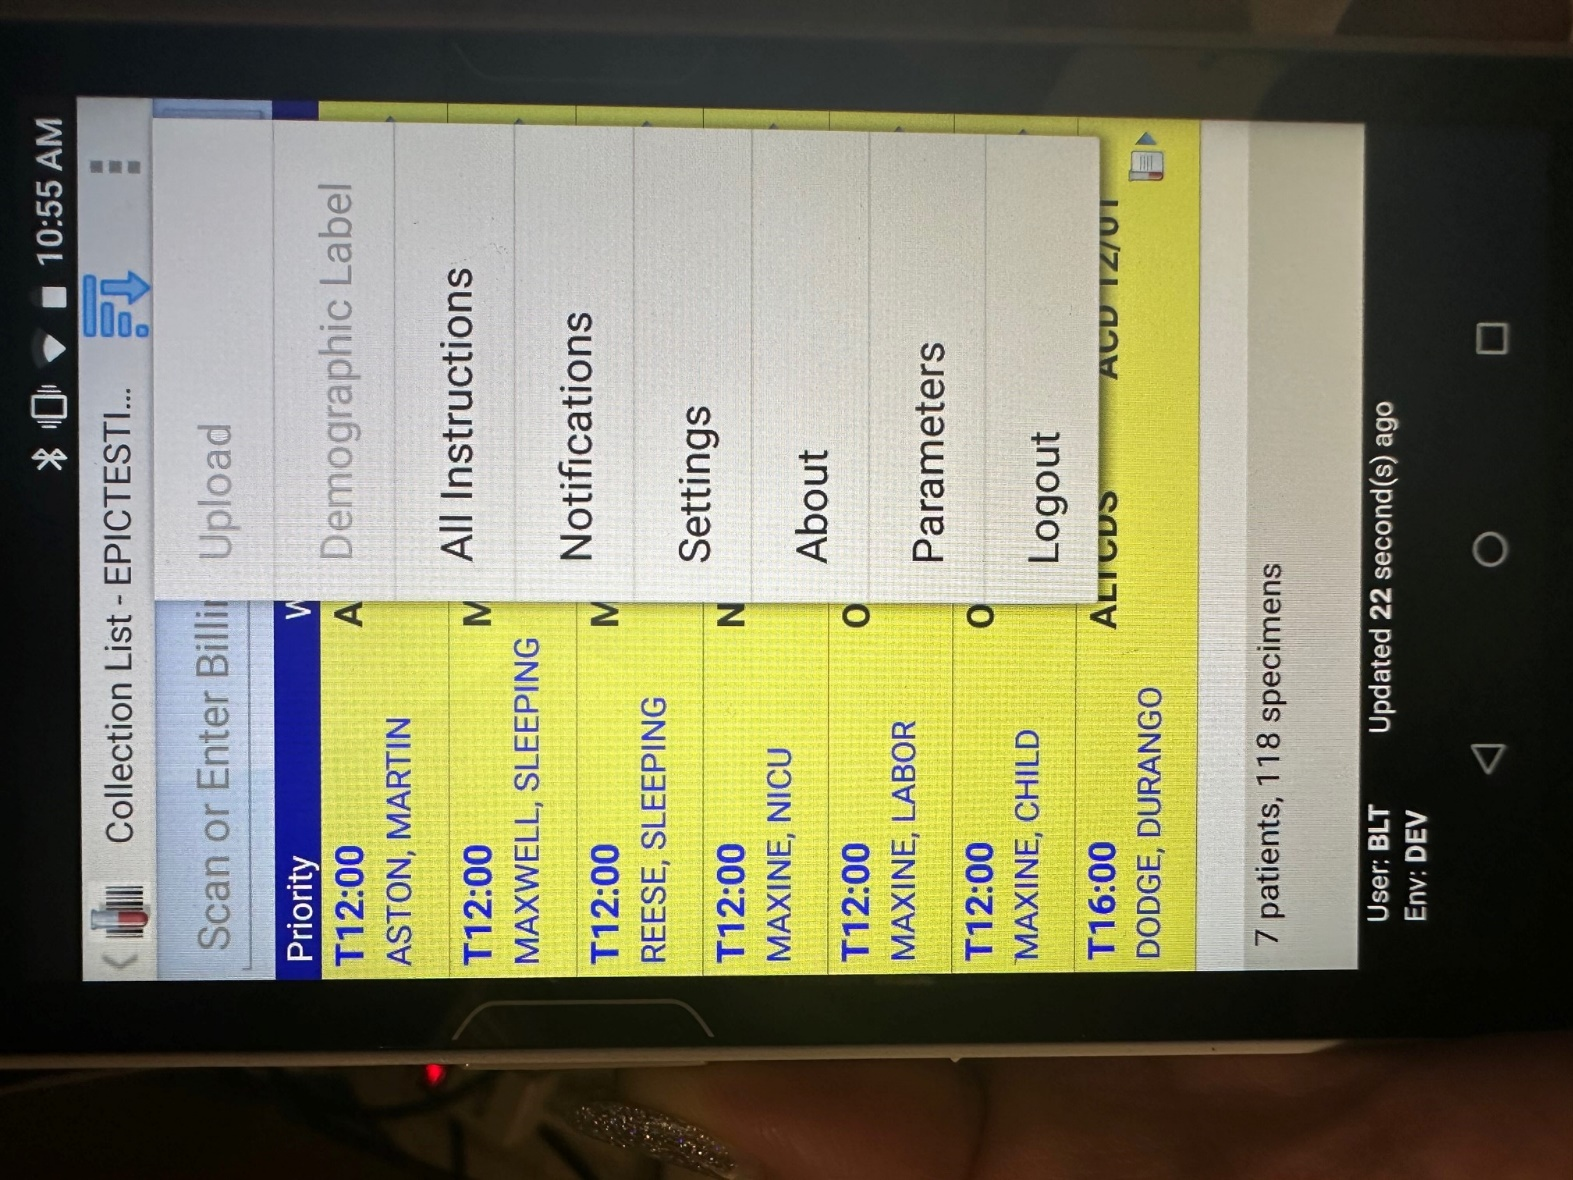 10:55 AM
Collection List - EPICTESTI...
Scan or Enter Billin
Upload
Demographic Label
All Instructions
Notifications
Settings
About
Parameters
Logout
Priority W
T12:00 A
ASTON, MARTIN
T12:00 M
MAXWELL, SLEEPING
T12:00 M
REESE, SLEEPING
T12:00 N
MAXINE, NICU
T12:00 O
MAXINE, LABOR
T12:00 O
MAXINE, CHILD
T16:00
DODGE, DURANGO
7 patients, 118 specimens
User: BLT Updated 22 second(s) ago
Env: DEV